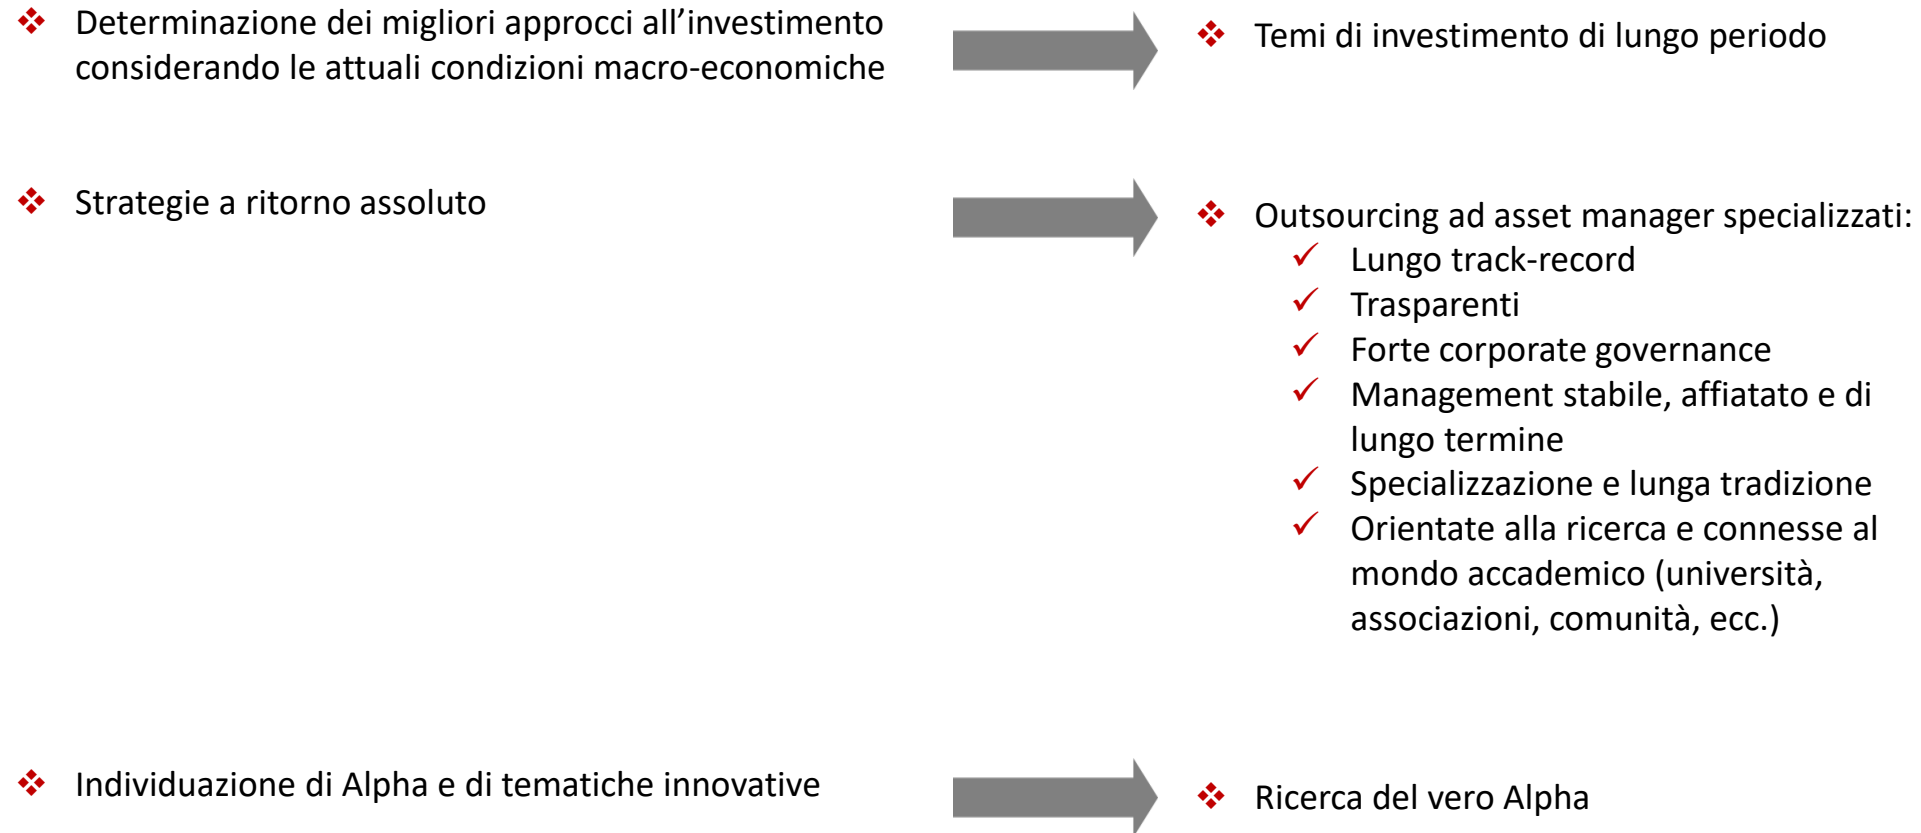 Determinazione dei migliori approcci all’investimento
considerando le attuali condizioni macro-economiche
Temi di investimento di lungo periodo
Strategie a ritorno assoluto
Outsourcing ad asset manager specializzati:
Lungo track-record
Trasparenti
Forte corporate governance
Management stabile, affiatato e di
lungo termine
Specializzazione e lunga tradizione
Orientate alla ricerca e connesse al
mondo accademico (università,
associazioni, comunità, ecc.)
Individuazione di Alpha e di tematiche innovative
Ricerca del vero Alpha